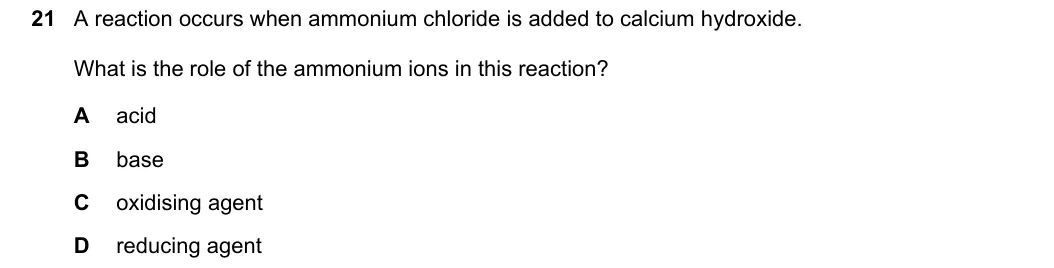 21 A reaction occurs when ammonium chloride is added to calcium hydroxide.
What is the role of the ammonium ions in this reaction?
A acid
B base
C oxidising agent
D reducing agent